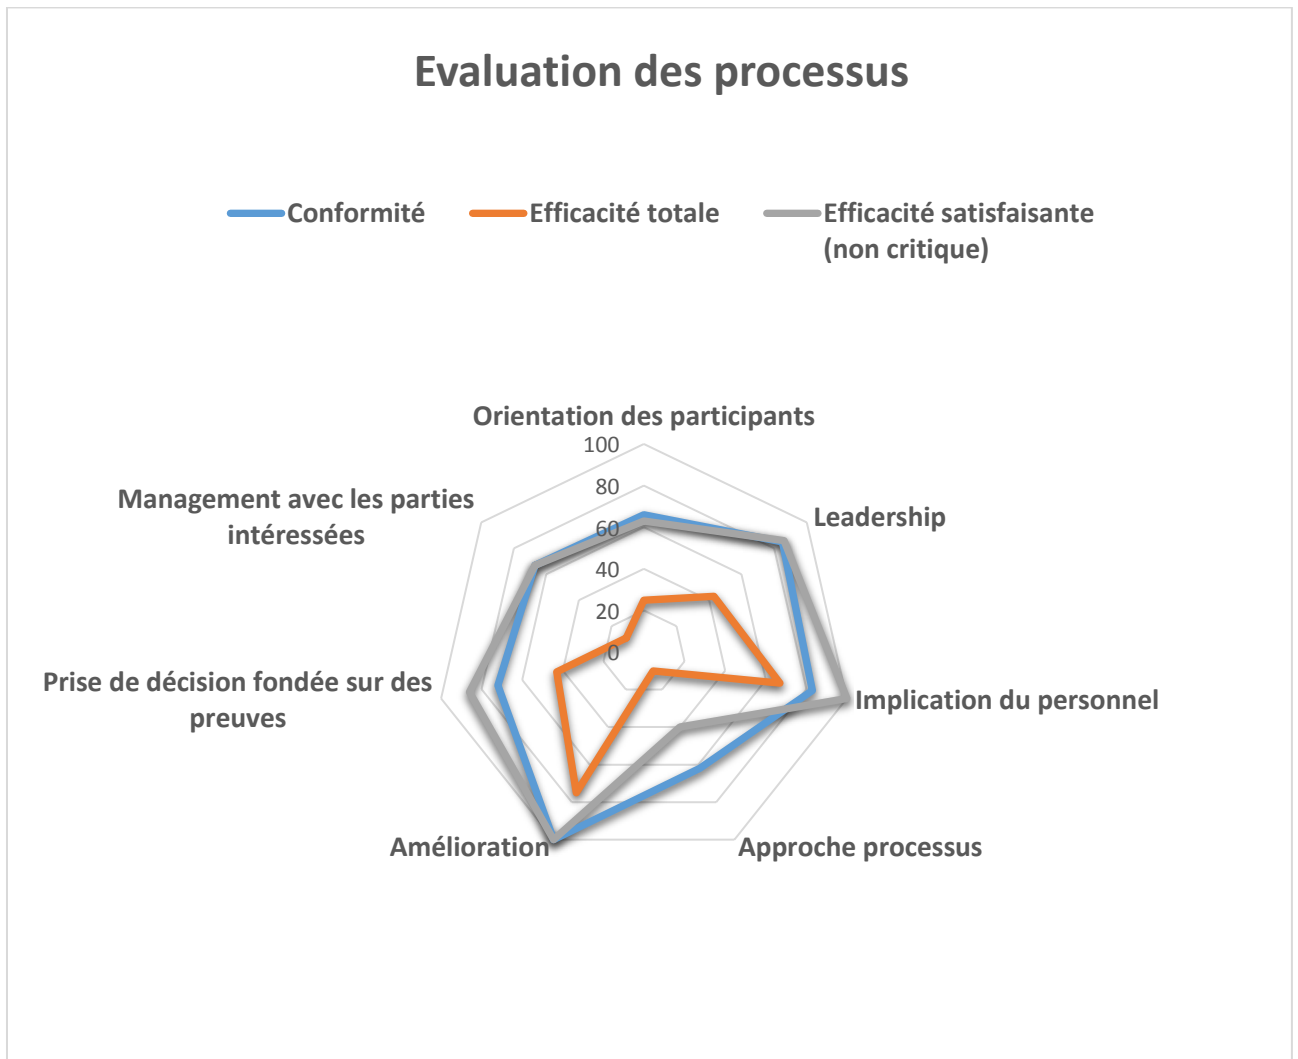 Evaluation des processus
Conformité
Efficacité totale
Efficacité satisfaisante
(non critique)
Orientation des participants
100
80
60
40
20
0
Leadership
Implication du personnel
Approche processus
Amélioration
Prise de décision fondée sur des
preuves
Management avec les parties
intéressées